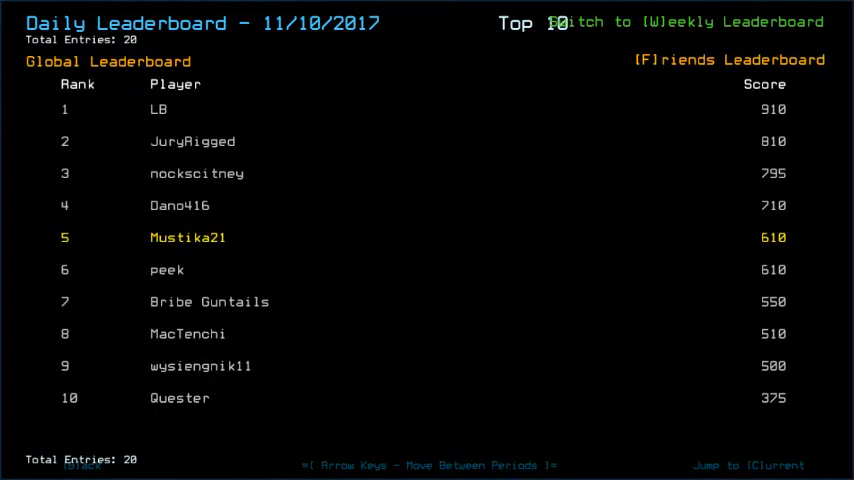 Daily Leaderboard - 11/10/2017 Top 10 Switch to [W]eekly Leaderboard
Total Entries: 20
Global Leaderboard [F]riends Leaderboard
Rank Player Score
1 LB 910
2 JuryRigged 810
3 nockscitney 795
4 Dano416 710
5 Mustika21 610
6 peek 610
7 Bribe Guntails 550
8 MacTenchi 510
9 wysiengnik11 500
10 Quester 375
Total Entries: 20
[B]ack =[ Arrow Keys - Move Between Periods ]= Jump to [C]urrent